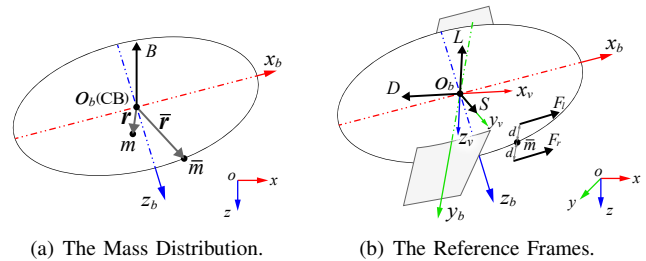 B
x_b
O_b(CB)
r
r̄
m
m̄
z_b
o
x
z
(a) The Mass Distribution.
L
x_b
D
O_b
x_v
S
y_v
z_v
F_l
d
m̄
d
F_r
z_b
y_b
o
x
y
z
(b) The Reference Frames.